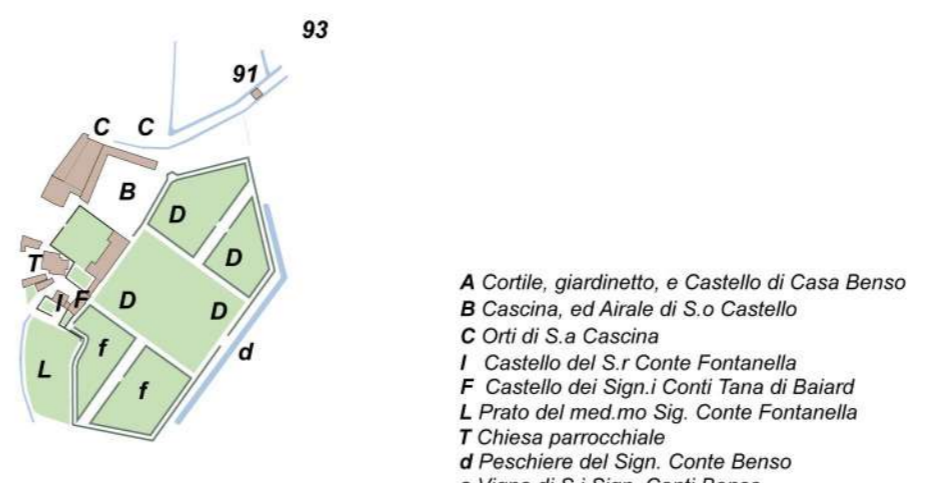 93
91
C C
B
D
D
T
I F D D
f d
L
f
A Cortile, giardinetto, e Castello di Casa Benso
B Cascina, ed Airale di S.o Castello
C Orti di S.a Cascina
I Castello del S.r Conte Fontanella
F Castello dei Sign.i Conti Tana di Baiard
L Prato del med.mo Sig. Conte Fontanella
T Chiesa parrocchiale
d Peschiere del Sign. Conte Benso